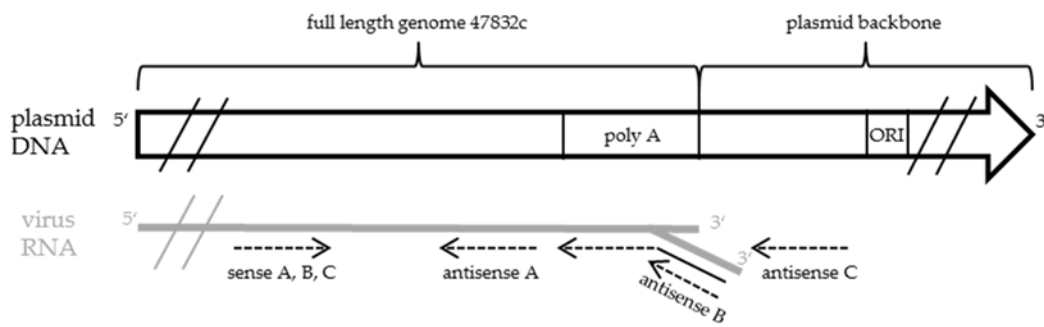 full length genome 47832c
plasmid backbone
plasmid DNA
5‘
poly A
ORI
3‘
virus RNA
5‘
3‘
3‘
sense A, B, C
antisense A
antisense B
antisense C